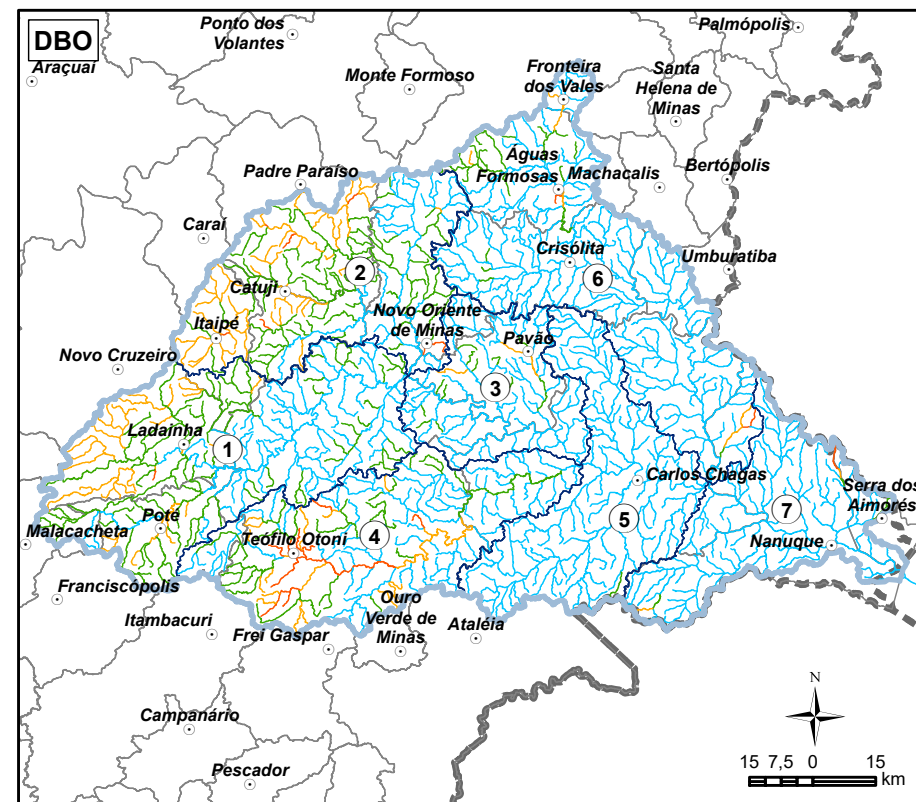 DBO
Ponto dos
Volantes
Palmópolis
Araçuaí
Monte Formoso
Fronteira
dos Vales
Santa
Helena de
Minas
Padre Paraíso
Águas
Formosas
Machacalis
Bertópolis
Caraí
Crisólita
Umburatiba
2
6
Catuji
Itaipé
Novo Oriente
de Minas
Pavão
Novo Cruzeiro
3
Ladainha
1
Carlos Chagas
Serra dos
Aimorés
Malacacheta
Poté
Teófilo Otoni
4
5
7
Nanuque
Franciscópolis
Itambacuri
Frei Gaspar
Ouro
Verde de
Minas
Ataléia
Campanário
Pescador
N
15 7,5 0 15
km